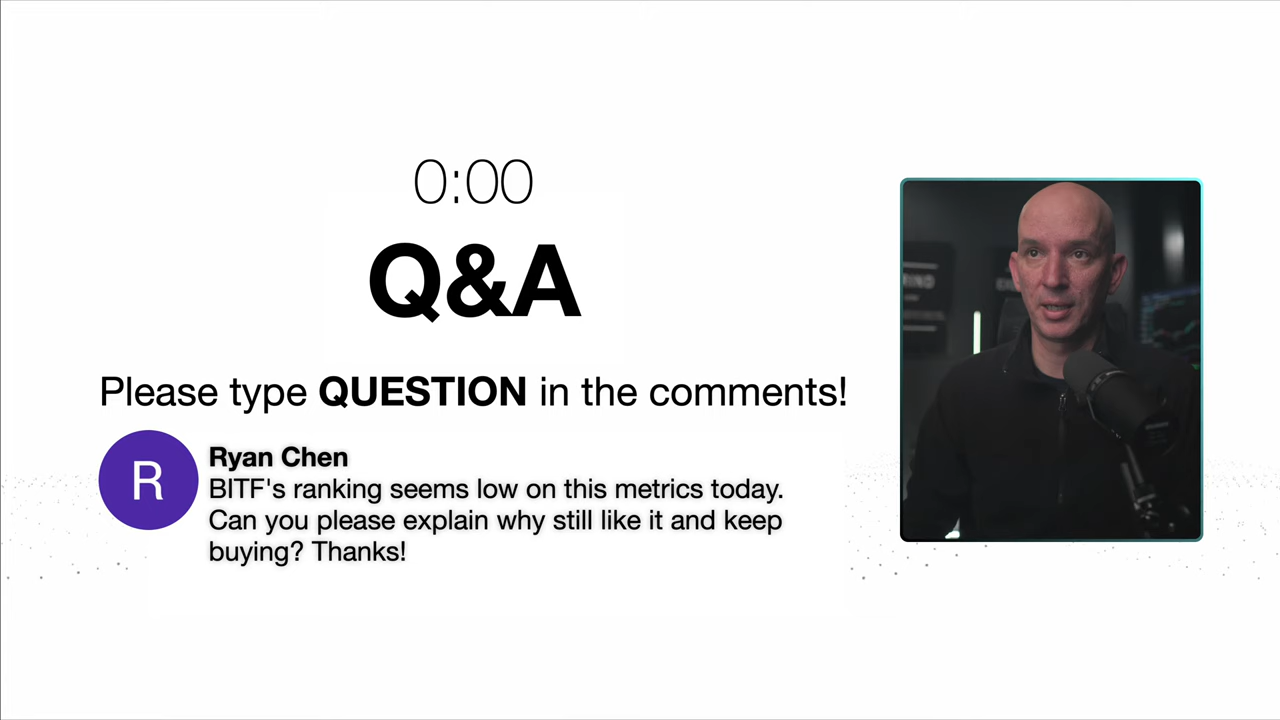 0:00
Q&A
Please type QUESTION in the comments!
R
Ryan Chen
BITF's ranking seems low on this metrics today.
Can you please explain why still like it and keep
buying? Thanks!